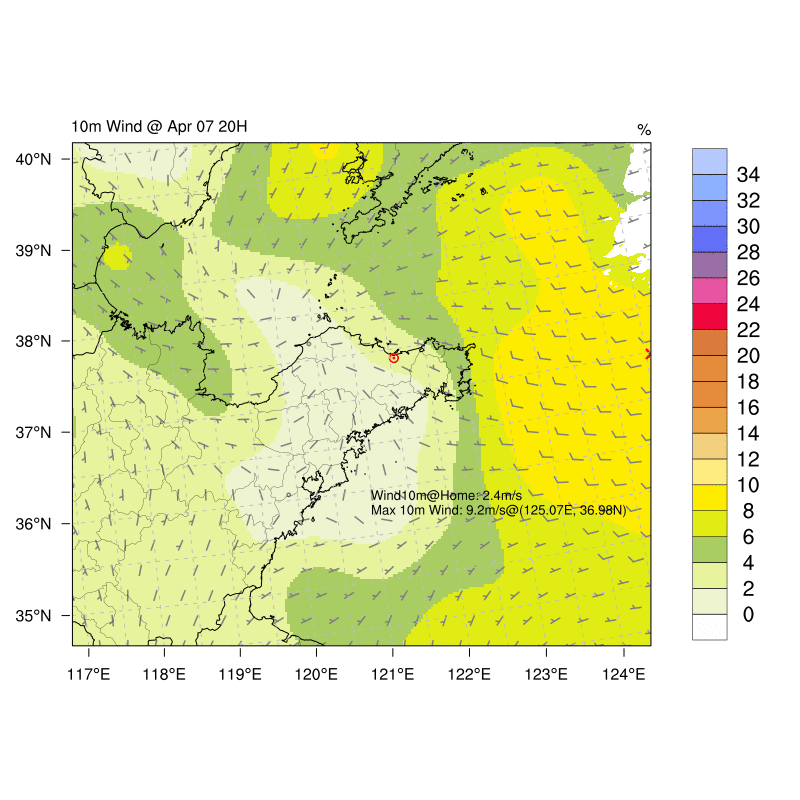 10m Wind @ Apr 07 20H
%
40°N
39°N
38°N
37°N
36°N
35°N
117°E
118°E
119°E
120°E
121°E
122°E
123°E
124°E
Wind10m@Home: 2.4m/s
Max 10m Wind: 9.2m/s@(125.07E, 36.98N)
34
32
30
28
26
24
22
20
18
16
14
12
10
8
6
4
2
0